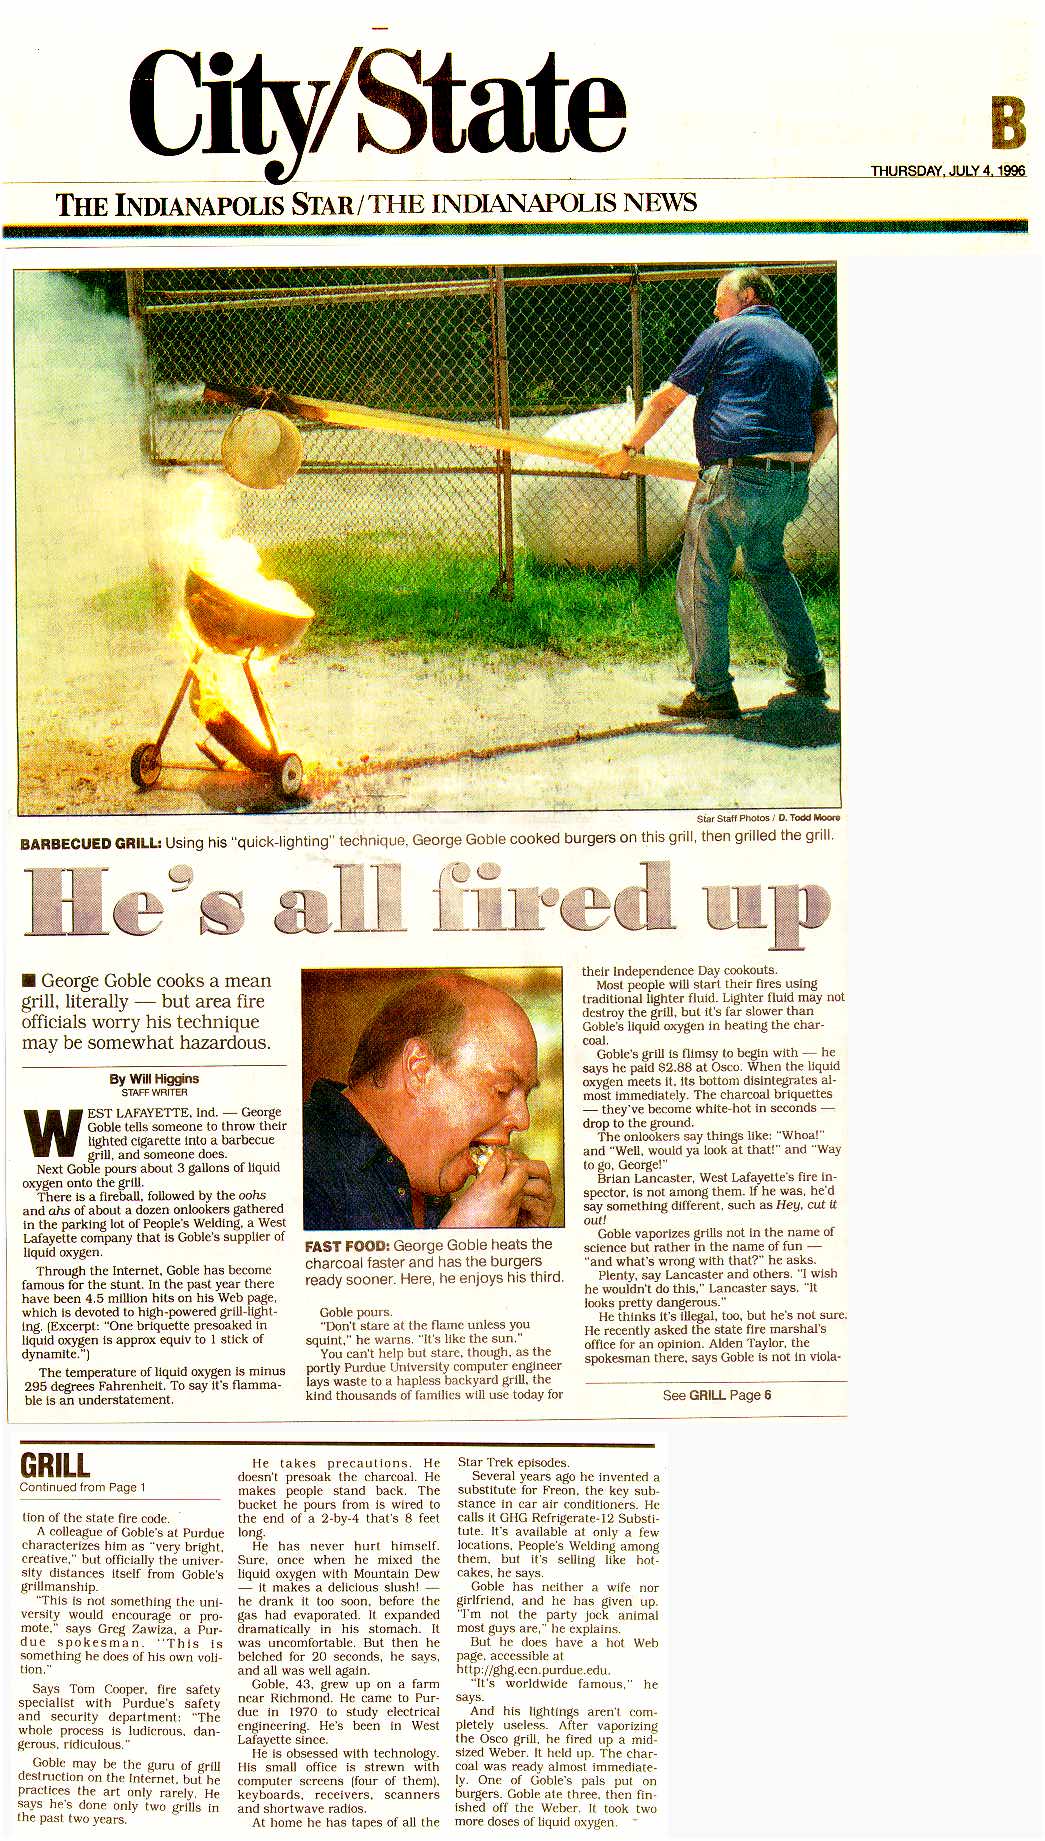 City/State
B
THURSDAY, JULY 4, 1996
THE INDIANAPOLIS STAR/THE INDIANAPOLIS NEWS
Star Staff Photos / D. Todd Moore
BARBECUED GRILL: Using his "quick-lighting" technique, George Goble cooked burgers on this grill, then grilled the grill.
He's all fired up
■ George Goble cooks a mean
grill, literally — but area fire
officials worry his technique
may be somewhat hazardous.
By Will Higgins
STAFF WRITER
WEST LAFAYETTE, Ind. — George
Goble tells someone to throw their
lighted cigarette into a barbecue
grill, and someone does.
Next Goble pours about 3 gallons of liquid
oxygen onto the grill.
There is a fireball, followed by the oohs
and ahs of about a dozen onlookers gathered
in the parking lot of People's Welding, a West
Lafayette company that is Goble's supplier of
liquid oxygen.
Through the Internet, Goble has become
famous for the stunt. In the past year there
have been 4.5 million hits on his Web page,
which is devoted to high-powered grill-light-
ing. (Excerpt: "One briquette presoaked in
liquid oxygen is approx equiv to 1 stick of
dynamite.")
The temperature of liquid oxygen is minus
295 degrees Fahrenheit. To say it's flamma-
ble is an understatement.
FAST FOOD: George Goble heats the
charcoal faster and has the burgers
ready sooner. Here, he enjoys his third.
Goble pours.
"Don't stare at the flame unless you
squint," he warns. "It's like the sun."
You can't help but stare, though, as the
portly Purdue University computer engineer
lays waste to a hapless backyard grill, the
kind thousands of families will use today for
their Independence Day cookouts.
Most people will start their fires using
traditional lighter fluid. Lighter fluid may not
destroy the grill, but it's far slower than
Goble's liquid oxygen in heating the char-
coal.
Goble's grill is flimsy to begin with — he
says he paid $2.88 at Osco. When the liquid
oxygen meets it, its bottom disintegrates al-
most immediately. The charcoal briquettes
— they've become white-hot in seconds —
drop to the ground.
The onlookers say things like: "Whoa!"
and "Well, would ya look at that!" and "Way
to go, George!"
Brian Lancaster, West Lafayette's fire in-
spector, is not among them. If he was, he'd
say something different, such as Hey, cut it
out!
Goble vaporizes grills not in the name of
science but rather in the name of fun —
"and what's wrong with that?" he asks.
Plenty, say Lancaster and others. "I wish
he wouldn't do this," Lancaster says. "It
looks pretty dangerous."
He thinks it's illegal, too, but he's not sure.
He recently asked the state fire marshal's
office for an opinion. Alden Taylor, the
spokesman there, says Goble is not in viola-
See GRILL Page 6
GRILL
Continued from Page 1
tion of the state fire code.
A colleague of Goble's at Purdue
characterizes him as "very bright,
creative," but officially the univer-
sity distances itself from Goble's
grillmanship.
"This is not something the uni-
versity would encourage or pro-
mote," says Greg Zawiza, a Pur-
due spokesman. "This is
something he does of his own voli-
tion."
Says Tom Cooper, fire safety
specialist with Purdue's safety
and security department: "The
whole process is ludicrous, dan-
gerous, ridiculous."
Goble may be the guru of grill
destruction on the Internet, but he
practices the art only rarely. He
says he's done only two grills in
the past two years.
He takes precautions. He
doesn't presoak the charcoal. He
makes people stand back. The
bucket he pours from is wired to
the end of a 2-by-4 that's 8 feet
long.
He has never hurt himself.
Sure, once when he mixed the
liquid oxygen with Mountain Dew
— it makes a delicious slush! —
he drank it too soon, before the
gas had evaporated. It expanded
dramatically in his stomach. It
was uncomfortable. But then he
belched for 20 seconds, he says,
and all was well again.
Goble, 43, grew up on a farm
near Richmond. He came to Pur-
due in 1970 to study electrical
engineering. He's been in West
Lafayette since.
He is obsessed with technology.
His small office is strewn with
computer screens (four of them),
keyboards, receivers, scanners
and shortwave radios.
At home he has tapes of all the
Star Trek episodes.
Several years ago he invented a
substitute for Freon, the key sub-
stance in car air conditioners. He
calls it GHG Refrigerate-12 Substi-
tute. It's available at only a few
locations, People's Welding among
them, but it's selling like hot-
cakes, he says.
Goble has neither a wife nor
girlfriend, and he has given up.
"I'm not the party jock animal
most guys are," he explains.
But he does have a hot Web
page, accessible at
http://ghg.ecn.purdue.edu.
"It's worldwide famous," he
says.
And his lightings aren't com-
pletely useless. After vaporizing
the Osco grill, he fired up a mid-
sized Weber. It held up. The char-
coal was ready almost immediate-
ly. One of Goble's pals put on
burgers. Goble ate three, then fin-
ished off the Weber. It took two
more doses of liquid oxygen.